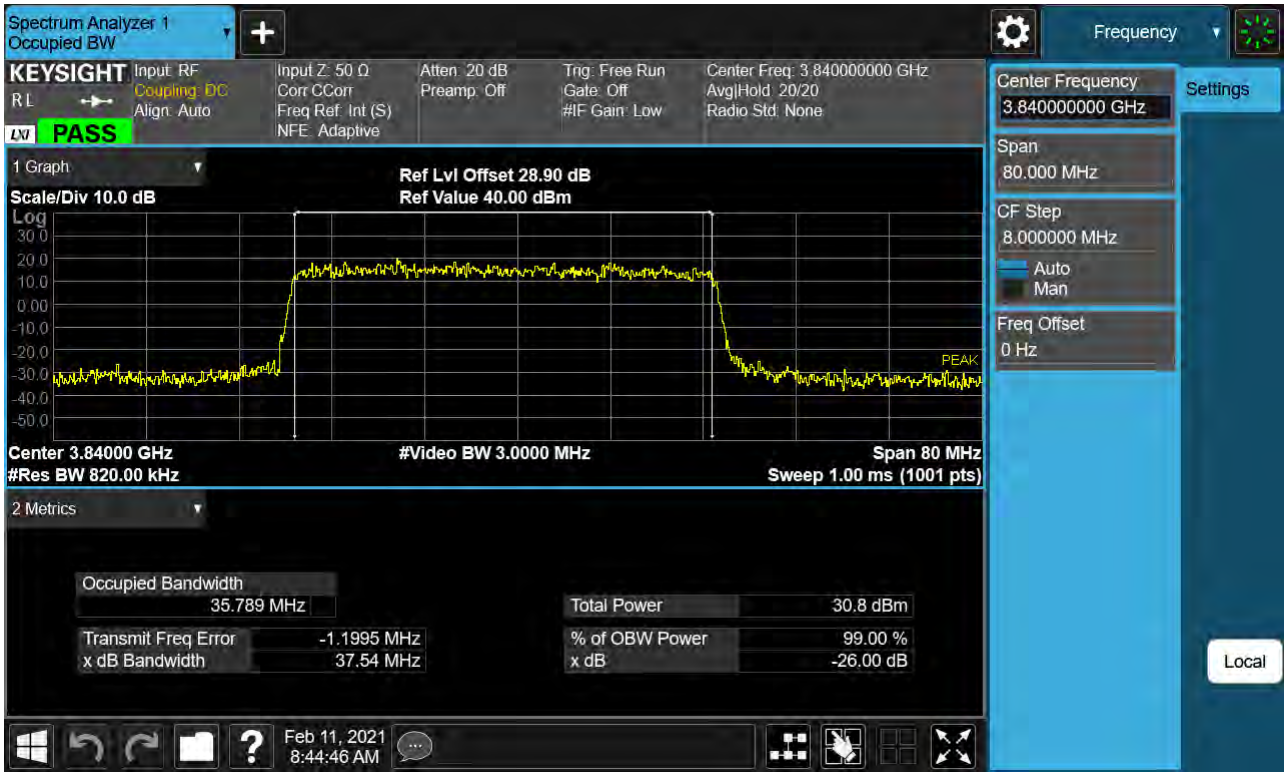 Spectrum Analyzer 1
Occupied BW
+
Frequency
KEYSIGHT
R L
LXI
PASS
Input: RF
Coupling: DC
Align: Auto
Input Z: 50 Ω
Corr CCorr
Freq Ref: Int (S)
NFE: Adaptive
Atten: 20 dB
Preamp: Off
Trig: Free Run
Gate: Off
#IF Gain: Low
Center Freq: 3.840000000 GHz
Avg|Hold: 20/20
Radio Std: None
1 Graph
Scale/Div 10.0 dB
Ref Lvl Offset 28.90 dB
Ref Value 40.00 dBm
Log
30.0
20.0
10.0
0.00
-10.0
-20.0
-30.0
-40.0
-50.0
PEAK
Center 3.84000 GHz
#Video BW 3.0000 MHz
Span 80 MHz
#Res BW 820.00 kHz
Sweep 1.00 ms (1001 pts)
2 Metrics
Occupied Bandwidth
35.789 MHz
Total Power 30.8 dBm
Transmit Freq Error -1.1995 MHz
% of OBW Power 99.00 %
x dB Bandwidth 37.54 MHz
x dB -26.00 dB
Center Frequency
3.840000000 GHz
Settings
Span
80.000 MHz
CF Step
8.000000 MHz
Auto
Man
Freq Offset
0 Hz
Local
?
Feb 11, 2021
8:44:46 AM